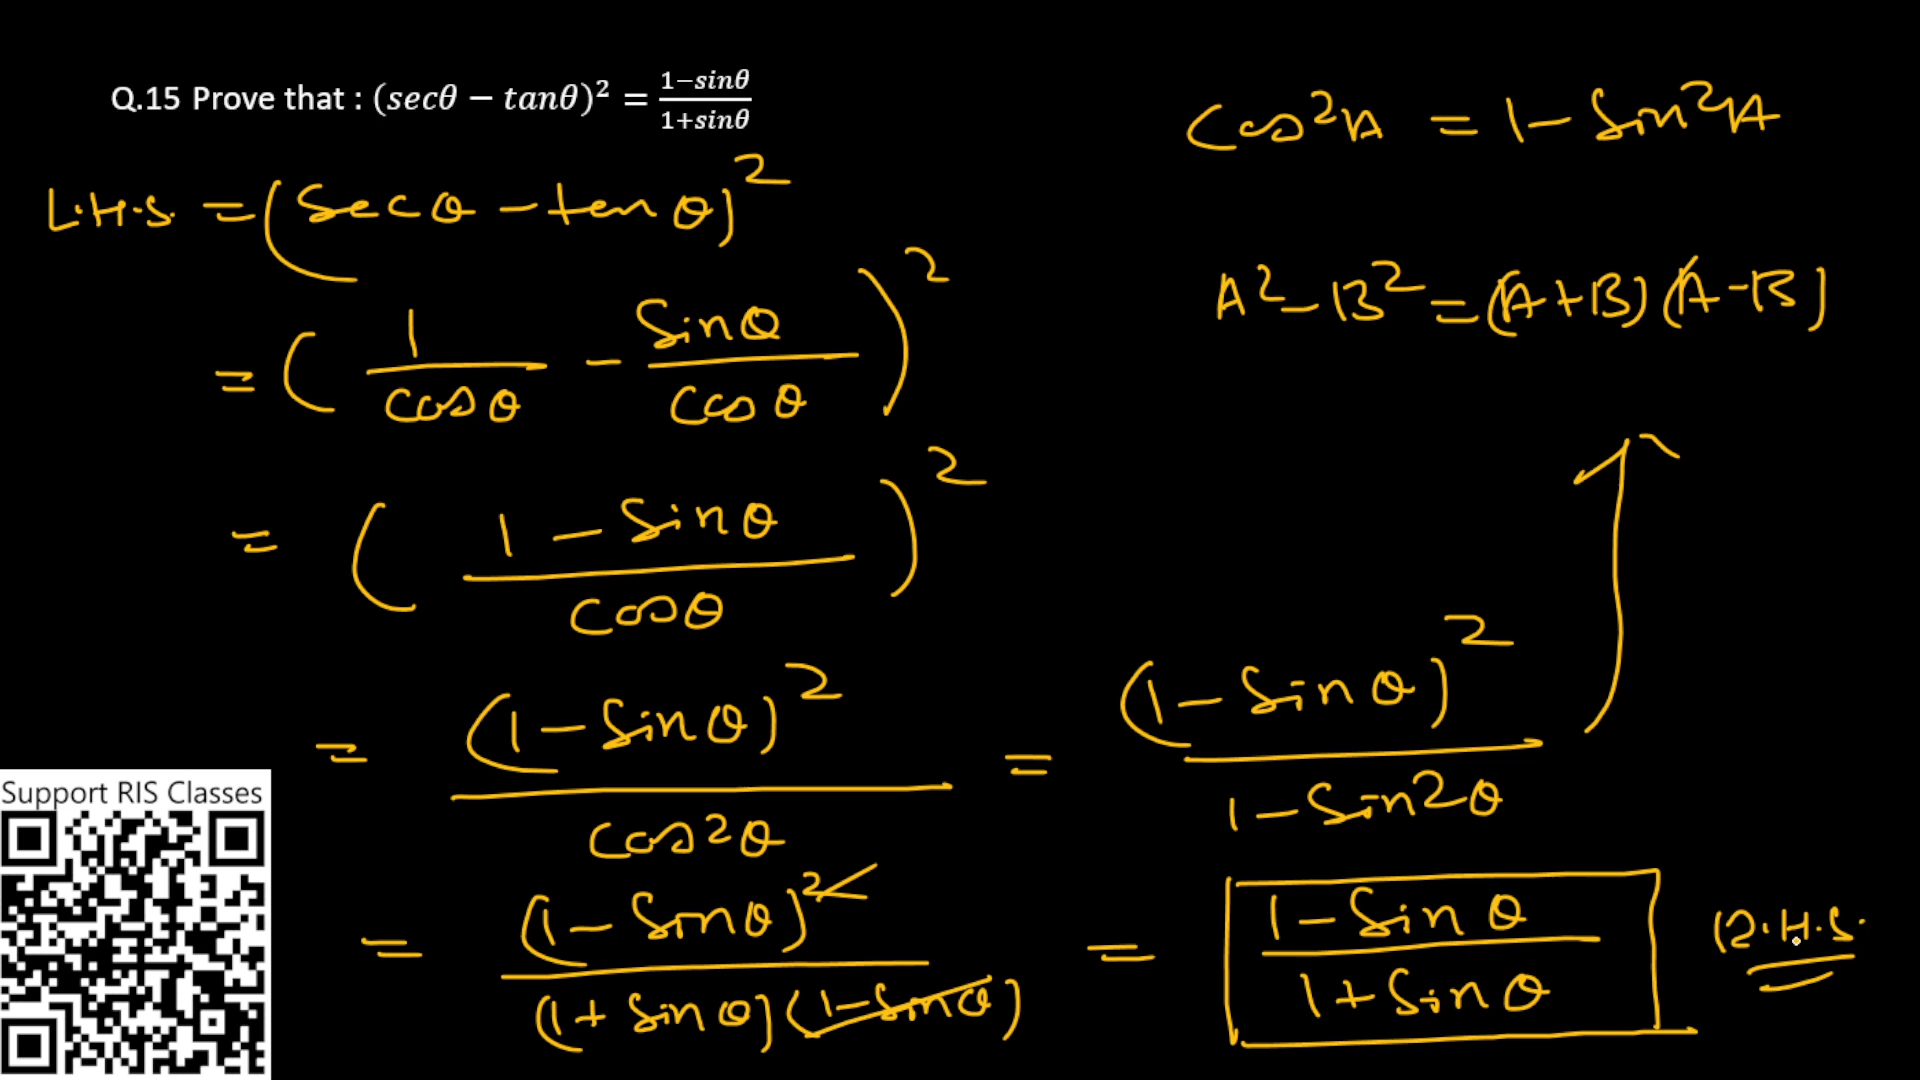 Q.15 Prove that : (secθ − tanθ)² = (1−sinθ)/(1+sinθ)
cos²A = 1 − sin²A
L.H.S. = (secθ − tanθ)²
A² − B² = (A+B)(A−B)
= (1/cosθ − sinθ/cosθ)²
= ((1 − sinθ)/cosθ)²
= (1 − sinθ)²/cos²θ = (1 − sinθ)²/(1 − sin²θ)
= (1 − sinθ)²/((1 + sinθ)(1 − sinθ)) = (1 − sinθ)/(1 + sinθ) R.H.S.
Support RIS Classes